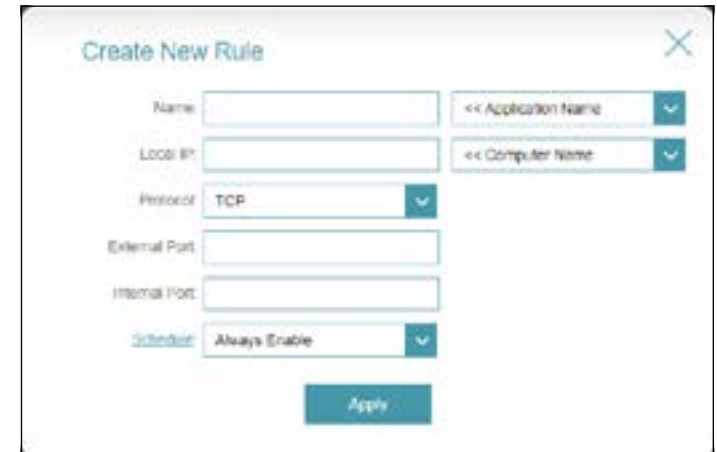 Create New Rule
Name: << Application Name
Local IP: << Computer Name
Protocol: TCP
External Port:
Internal Port:
Schedule: Always Enable
Apply